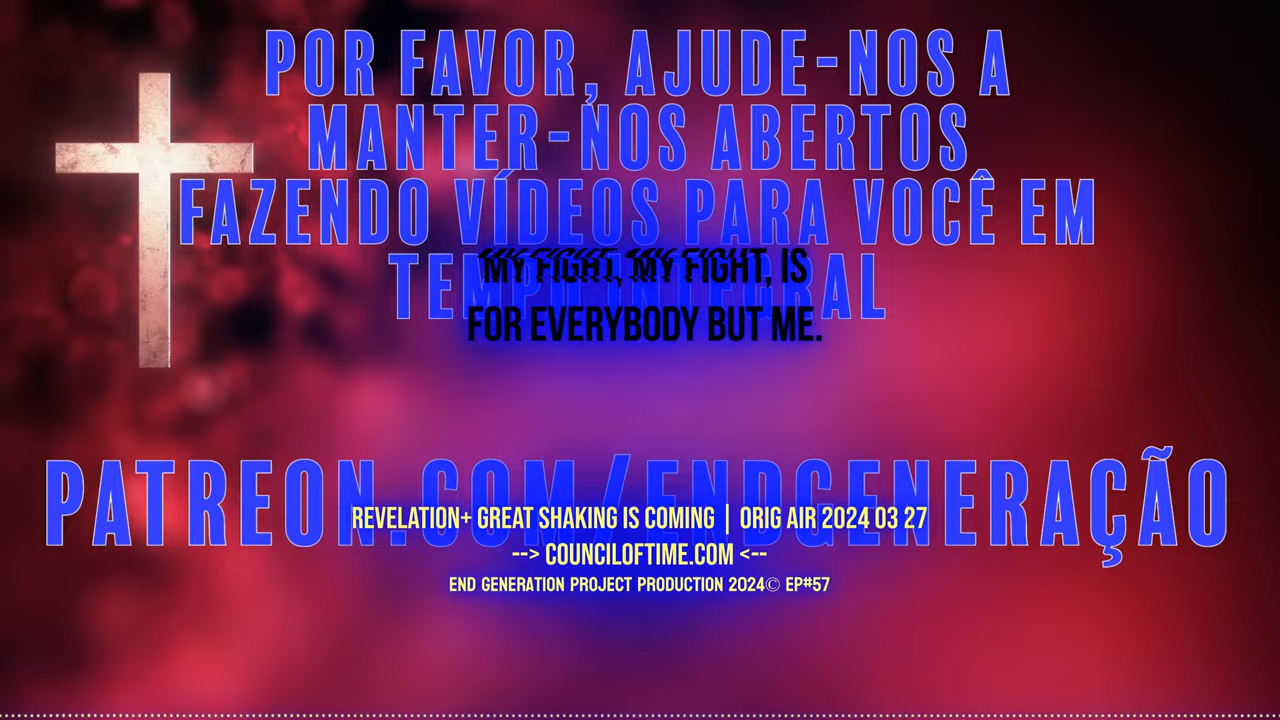 POR FAVOR, AJUDE-NOS A
MANTER-NOS ABERTOS
FAZENDO VÍDEOS PARA VOCÊ EM
TEMPO INTEGRAL
MY FIGHT, MY FIGHT, IS
FOR EVERYBODY BUT ME.
PATREON.COM/ENDGENERAÇÃO
REVELATION+ GREAT SHAKING IS COMING | ORIG AIR 2024 03 27
--> COUNCILOFTIME.COM <--
END GENERATION PROJECT PRODUCTION 2024© EP#57